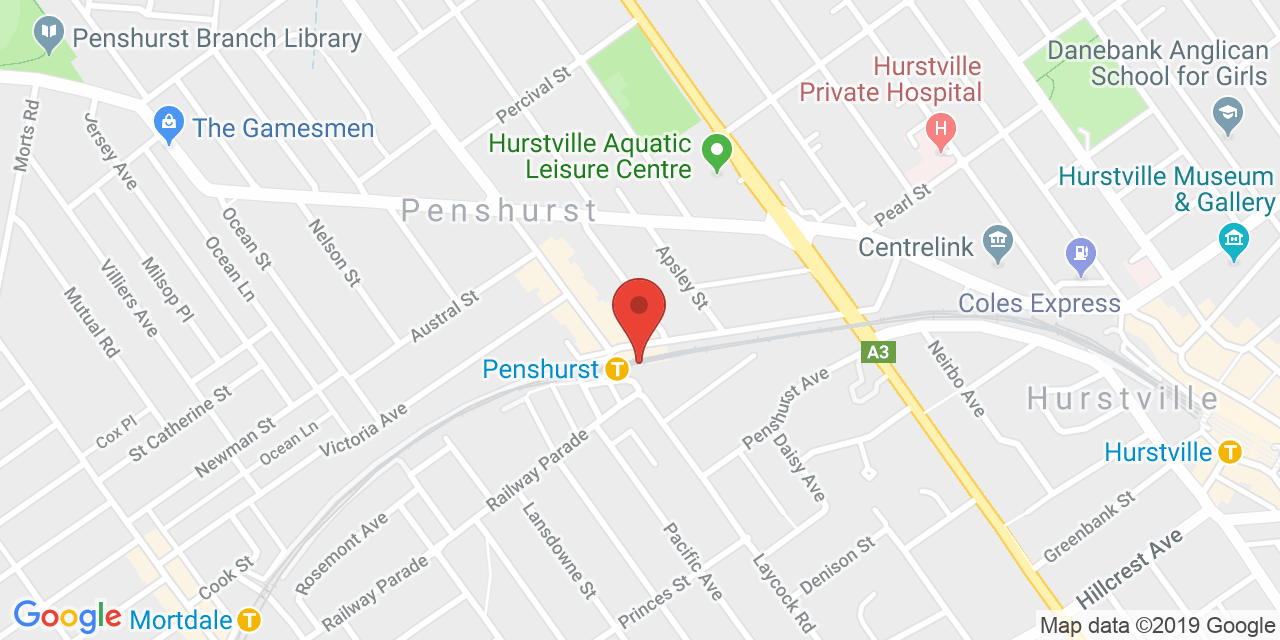 Penshurst Branch Library
Danebank Anglican
School for Girls
Hurstville
Private Hospital
Percival St
Morts Rd
Jersey Ave
The Gamesmen
Hurstville Aquatic
Leisure Centre
Hurstville Museum
& Gallery
Pearl St
Penshurst
Ocean St
Ocean Ln
Nelson St
Apsley St
Centrelink
Milsop Pl
Villiers Ave
Mutual Rd
Austral St
Coles Express
A3
Penshurst
T
Neirbo Ave
Hurstville
Penshurst Ave
Cox Pl
St Catherine St
Newman St
Ocean Ln
Victoria Ave
Daisy Ave
Hurstville
T
Railway Parade
Rosemont Ave
Lansdowne St
Pacific Ave
Greenbank St
Hillcrest Ave
Cook St
Railway Parade
Princes St
Laycock Rd
Denison St
Google
Mortdale
T
Map data ©2019 Google
H